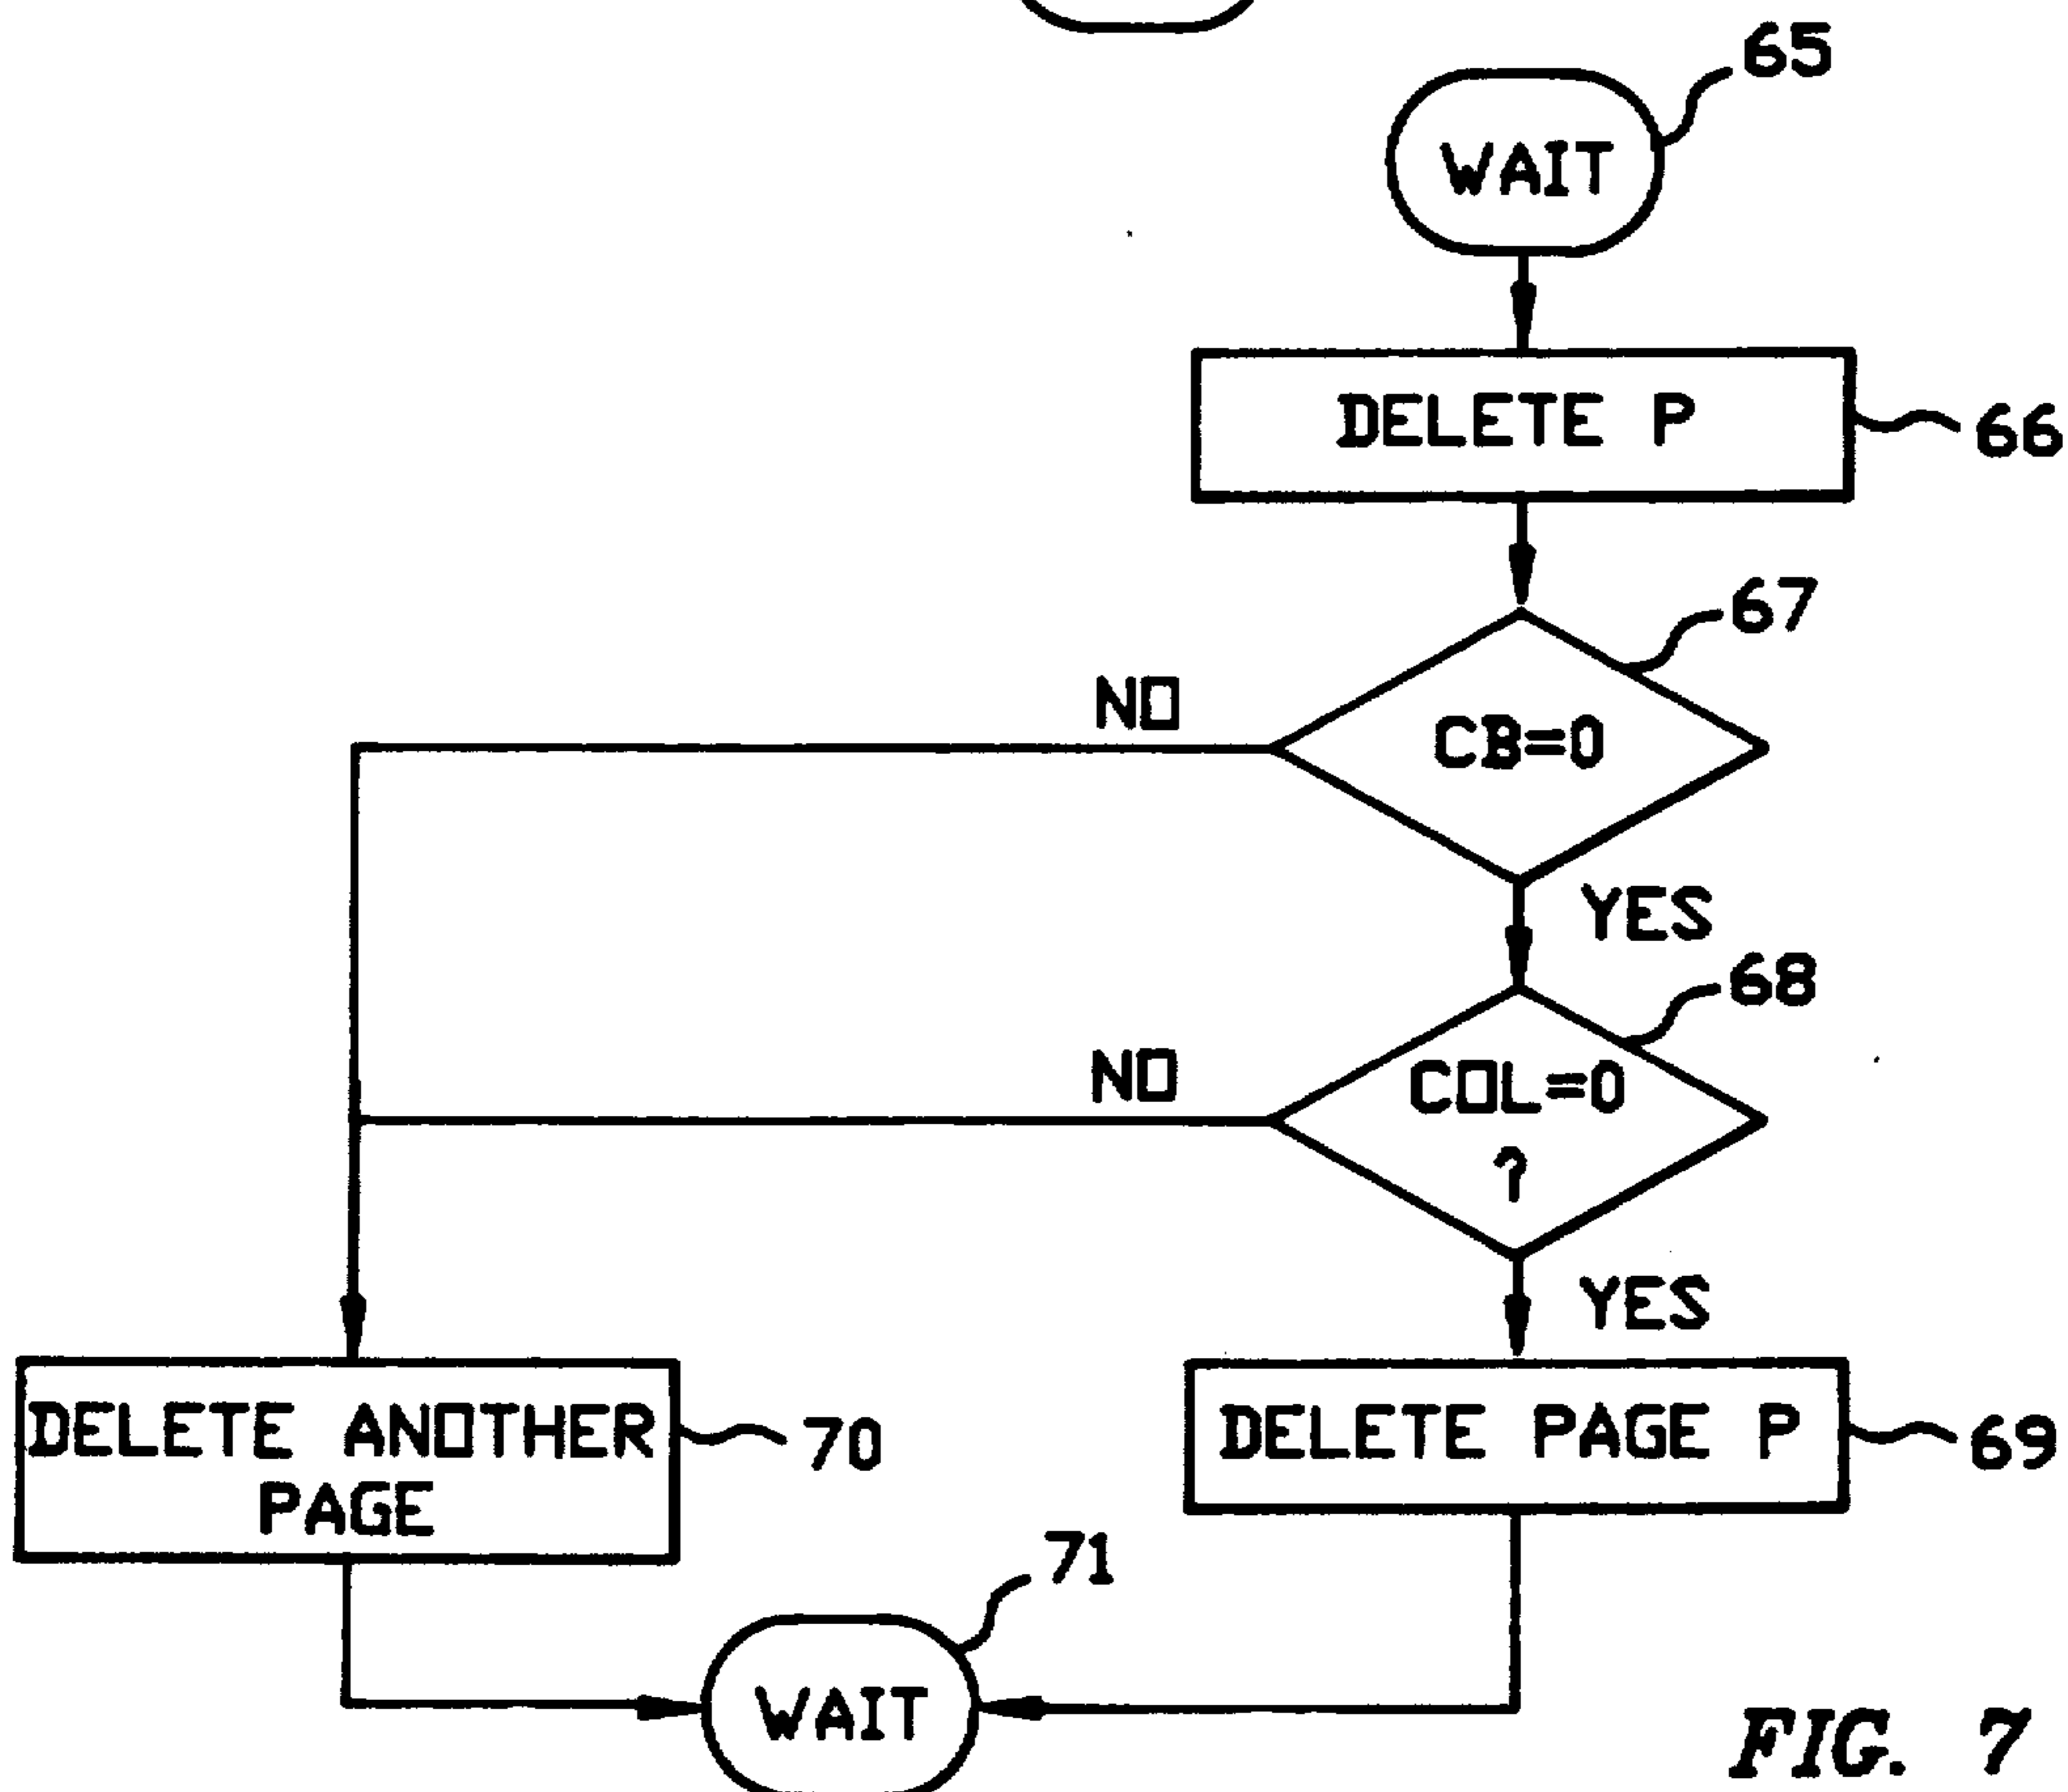 65
WAIT
DELETE P
66
67
NO
CB=0
YES
68
NO
COL=0
?
YES
DELETE ANOTHER
PAGE
70
DELETE PAGE P
69
71
WAIT
FIG. 7